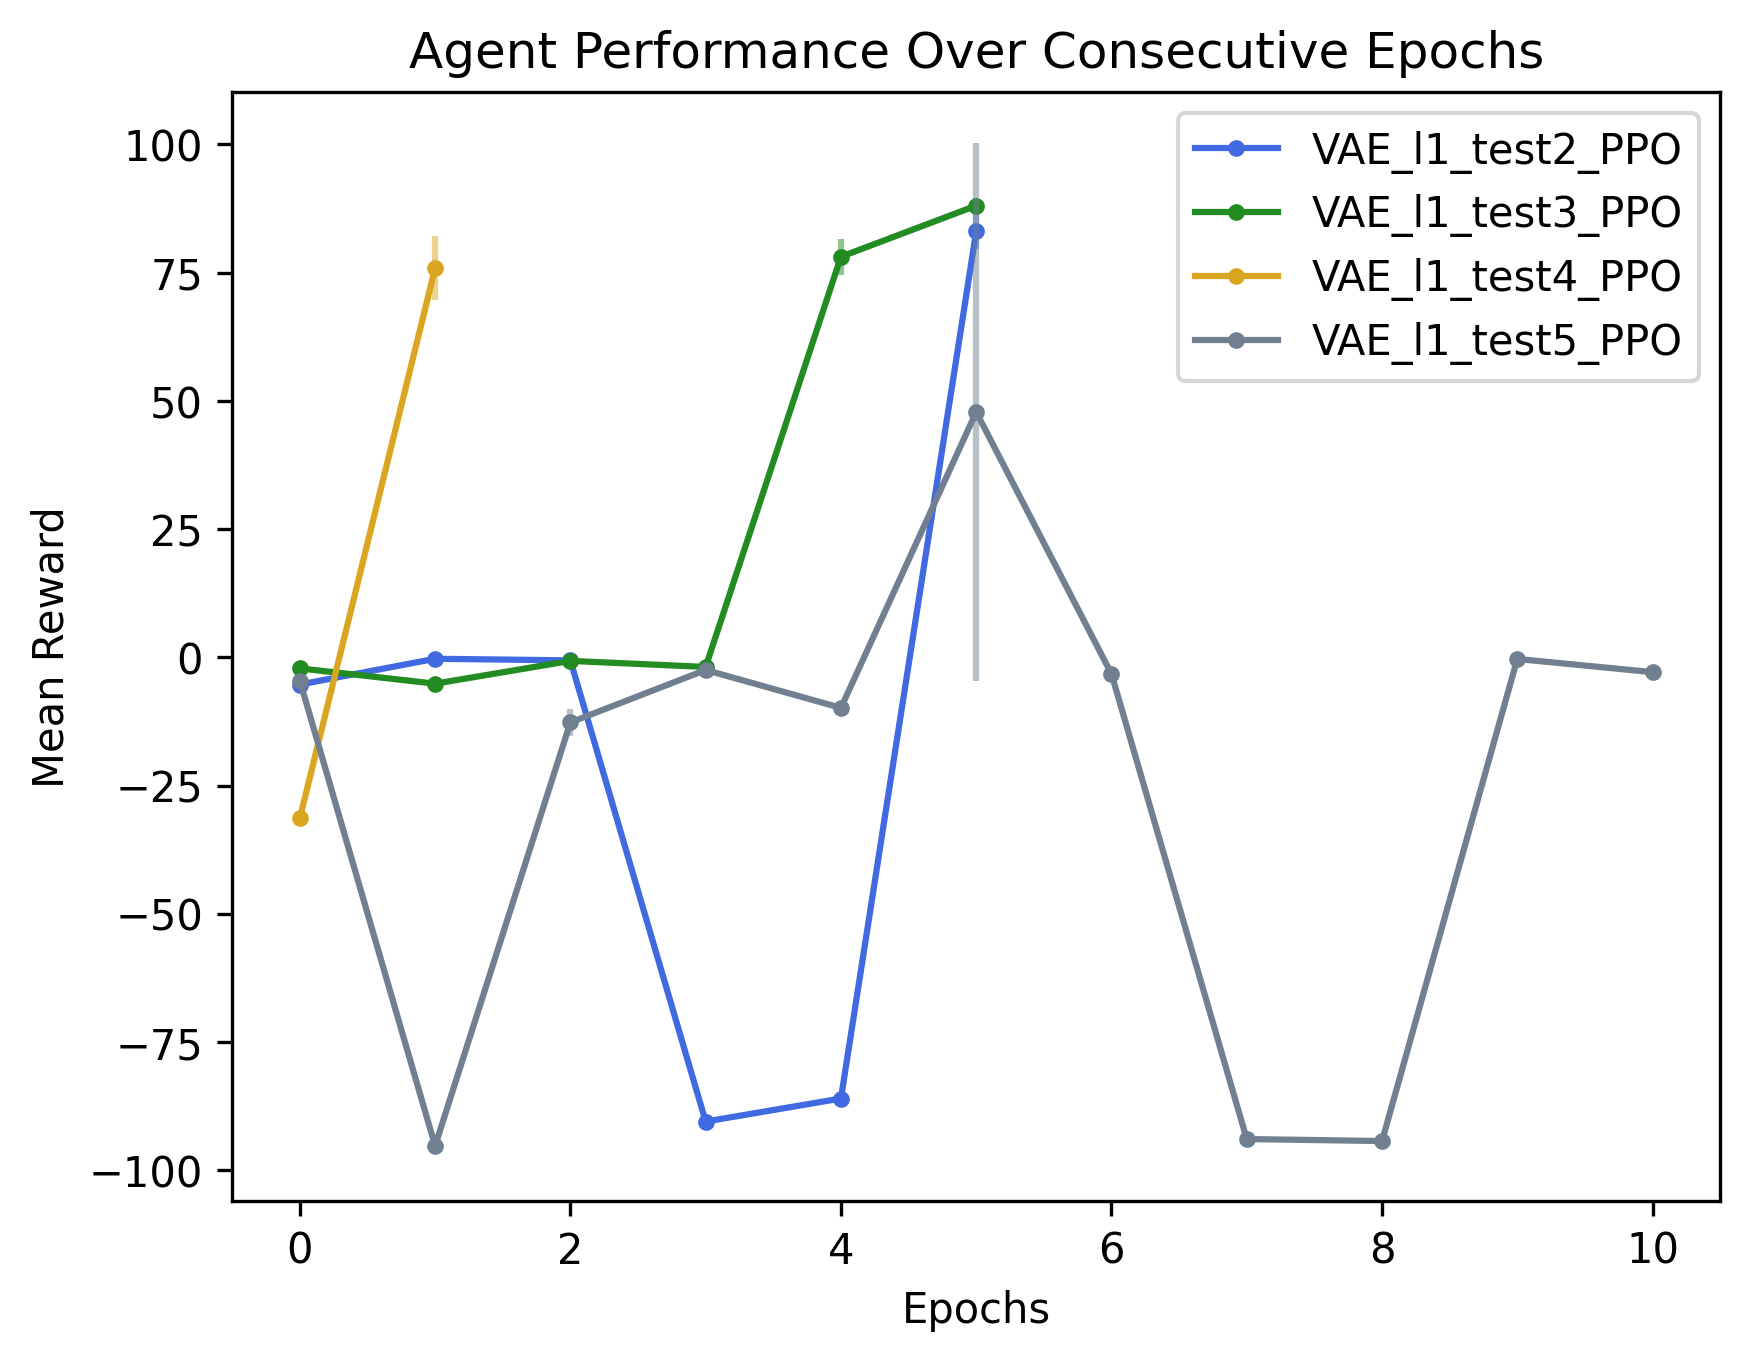 Agent Performance Over Consecutive Epochs
100
75
50
25
0
−25
−50
−75
−100
Mean Reward
VAE_l1_test2_PPO
VAE_l1_test3_PPO
VAE_l1_test4_PPO
VAE_l1_test5_PPO
0 2 4 6 8 10
Epochs